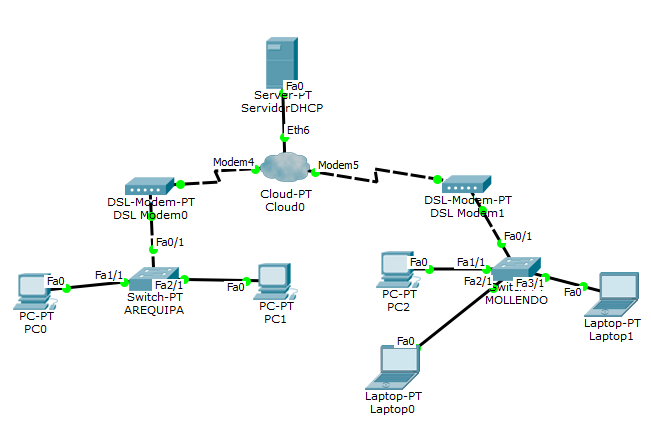 Fa0
Server-PT
ServidorDHCP
Eth6
Modem4
Modem5
Cloud-PT
Cloud0
DSL-Modem-PT
DSL Modem0
DSL-Modem-PT
DSL Modem1
Fa0/1
Fa0/1
Fa0
Fa1/1
Fa2/1
Fa0
Switch-PT
AREQUIPA
PC-PT
PC0
PC-PT
PC1
Fa0
Fa1/1
Fa2/1
Fa3/1
Fa0
MOLLENDO
PC-PT
PC2
Laptop-PT
Laptop1
Fa0
Laptop-PT
Laptop0